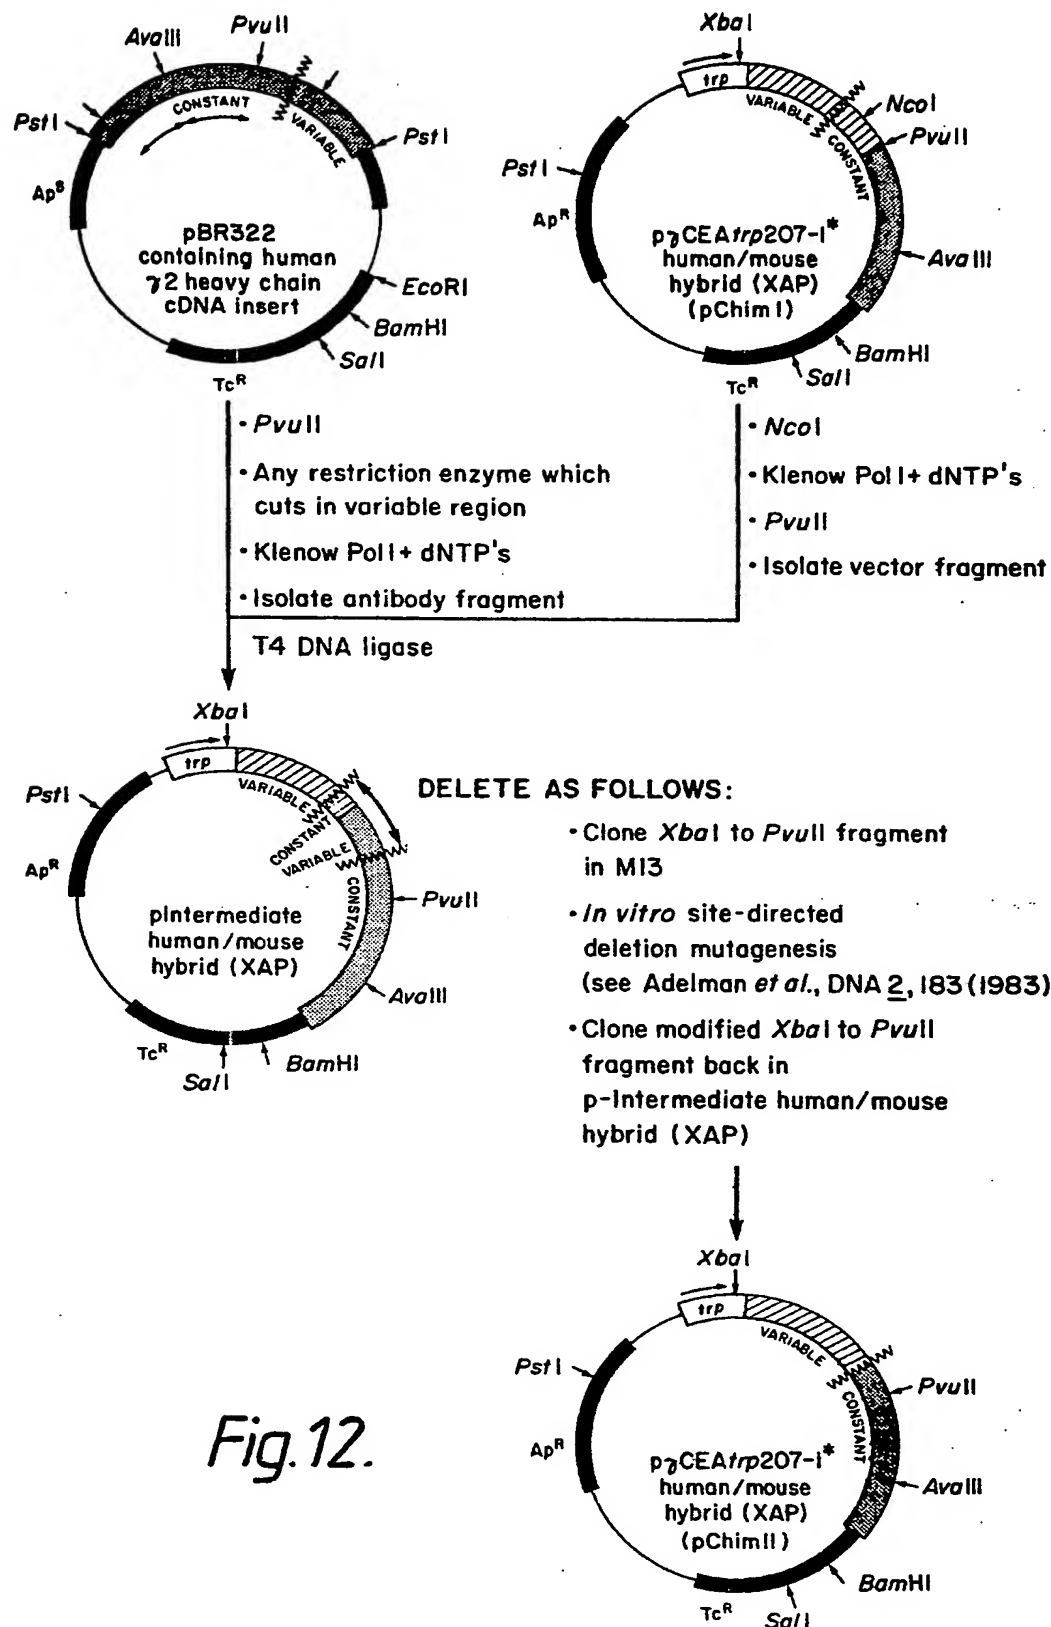 PvuII
AvaIII
PstI
CONSTANT
VARIABLE
PstI
ApS
pBR322
containing human
γ2 heavy chain
cDNA insert
EcoRI
BamHI
SalI
TcR
XbaI
trp
VARIABLE
CONSTANT
NcoI
PvuII
PstI
ApR
pγCEAtrp207-1*
human/mouse
hybrid (XAP)
(pChim I)
AvaIII
BamHI
SalI
TcR
• PvuII
• Any restriction enzyme which
cuts in variable region
• Klenow Pol I + dNTP's
• Isolate antibody fragment
• NcoI
• Klenow Pol I + dNTP's
• PvuII
• Isolate vector fragment
T4 DNA ligase
XbaI
trp
VARIABLE
CONSTANT
VARIABLE
CONSTANT
PstI
ApR
pIntermediate
human/mouse
hybrid (XAP)
PvuII
AvaIII
BamHI
SalI
TcR
DELETE AS FOLLOWS:
• Clone XbaI to PvuII fragment
in M13
• In vitro site-directed
deletion mutagenesis
(see Adelman et al., DNA 2, 183 (1983)
• Clone modified XbaI to PvuII
fragment back in
p-Intermediate human/mouse
hybrid (XAP)
XbaI
trp
VARIABLE
CONSTANT
PstI
PvuII
ApR
pγCEAtrp207-1*
human/mouse
hybrid (XAP)
(pChim II)
AvaIII
BamHI
SalI
TcR
Fig.12.